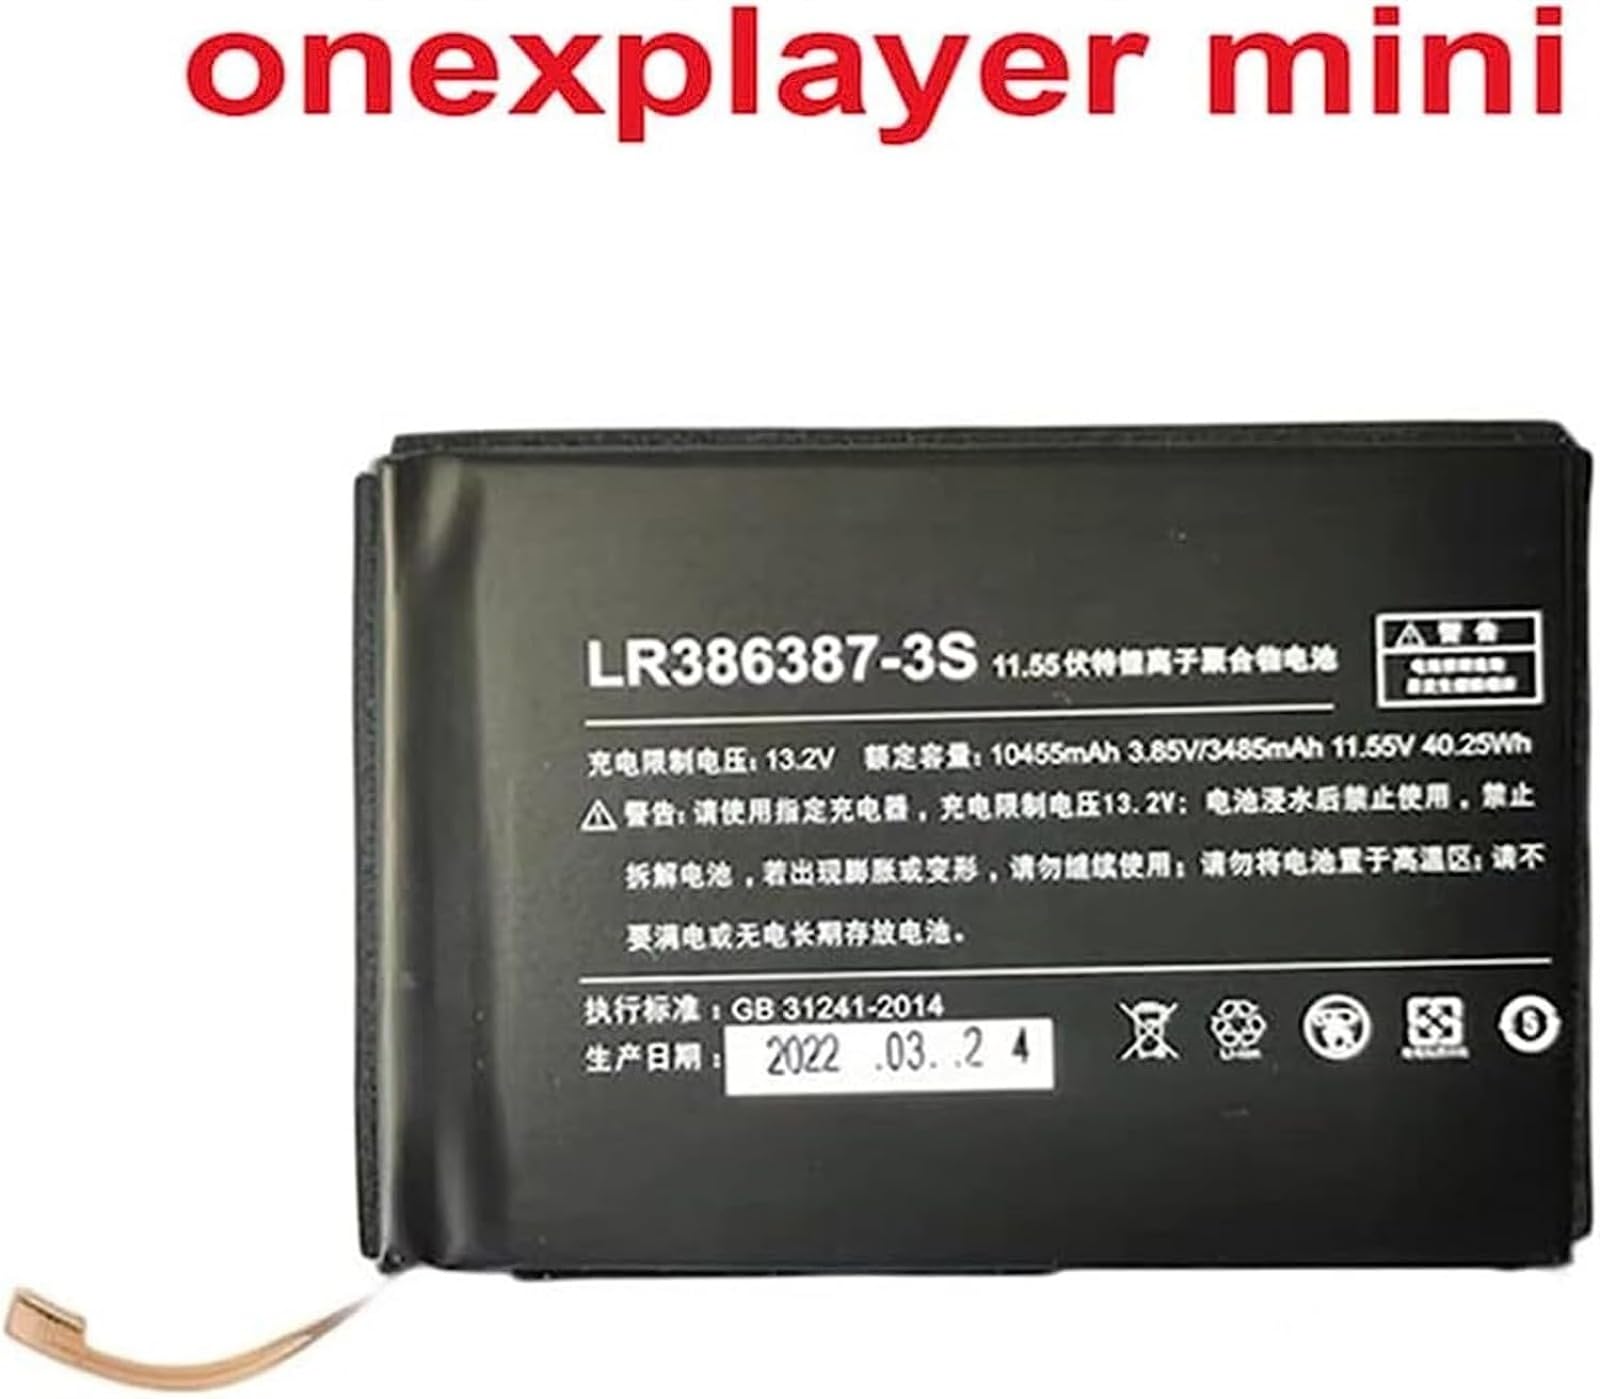 onexplayer mini
LR386387-3S 11.55伏特锂离子聚合物电池
警告
充电限制电压: 13.2V 额定容量: 10455mAh 3.85V/3485mAh 11.55V 40.25Wh
警告: 请使用指定充电器，充电限制电压13.2V; 电池浸水后禁止使用，禁止
拆解电池，若出现膨胀或变形，请勿继续使用; 请勿将电池置于高温区; 请不
要满电或无电长期存放电池。
执行标准: GB 31241-2014
生产日期: 2022 .03. .2 4
Li-ion